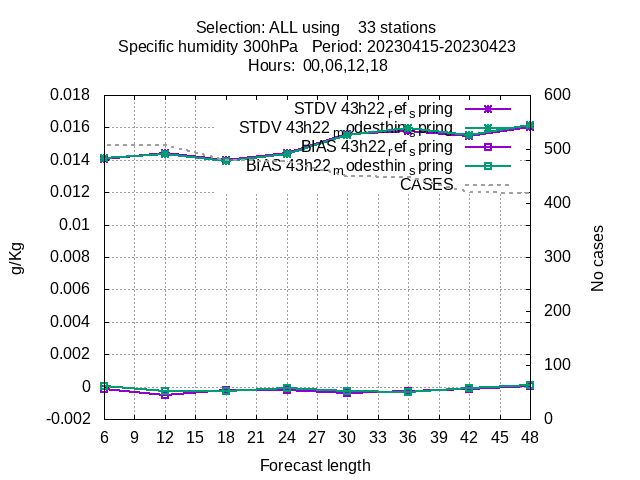 Selection: ALL using 33 stations
Specific humidity 300hPa Period: 20230415-20230423
Hours: 00,06,12,18
0.018
0.016
0.014
0.012
0.01
0.008
0.006
0.004
0.002
0
-0.002
g/Kg
STDV 43h22_ref_spring
STDV 43h22_modesthin_spring
BIAS 43h22_ref_spring
BIAS 43h22_modesthin_spring
CASES
600
500
400
300
200
100
0
No cases
6 9 12 15 18 21 24 27 30 33 36 39 42 45 48
Forecast length